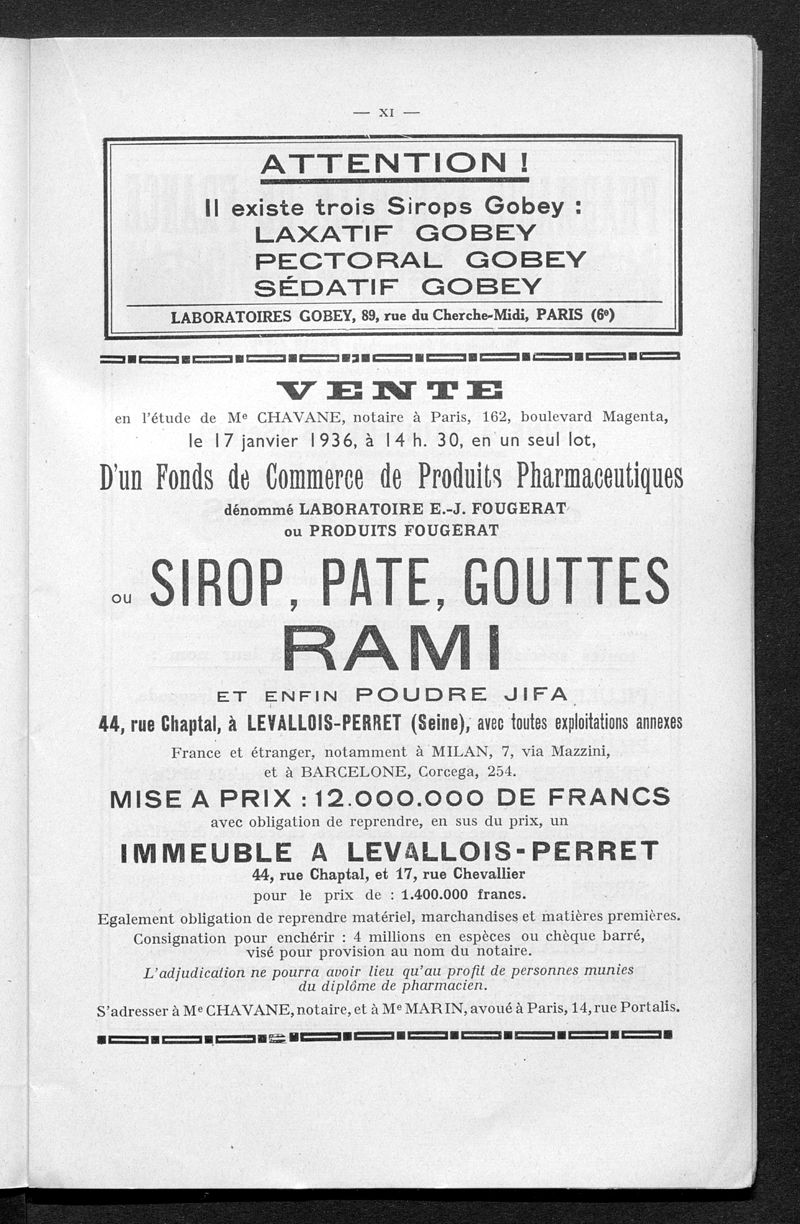 — XI —
ATTENTION !
Il existe trois Sirops Gobey :
LAXATIF GOBEY
PECTORAL GOBEY
SÉDATIF GOBEY
LABORATOIRES GOBEY, 89, rue du Cherche-Midi, PARIS (6e)
VENTE
en l'étude de Me CHAVANE, notaire à Paris, 162, boulevard Magenta,
le 17 janvier 1936, à 14 h. 30, en un seul lot,
D'un Fonds de Commerce de Produits Pharmaceutiques
dénommé LABORATOIRE E.-J. FOUGERAT
ou PRODUITS FOUGERAT
ou SIROP, PATE, GOUTTES
RAMI
ET ENFIN POUDRE JIFA
44, rue Chaptal, à LEVALLOIS-PERRET (Seine), avec toutes exploitations annexes
France et étranger, notamment à MILAN, 7, via Mazzini,
et à BARCELONE, Corcega, 254.
MISE A PRIX : 12.000.000 DE FRANCS
avec obligation de reprendre, en sus du prix, un
IMMEUBLE A LEVALLOIS-PERRET
44, rue Chaptal, et 17, rue Chevallier
pour le prix de : 1.400.000 francs.
Egalement obligation de reprendre matériel, marchandises et matières premières.
Consignation pour enchérir : 4 millions en espèces ou chèque barré,
visé pour provision au nom du notaire.
L'adjudication ne pourra avoir lieu qu'au profit de personnes munies
du diplôme de pharmacien.
S'adresser à Me CHAVANE, notaire, et à Me MARIN, avoué à Paris, 14, rue Portalis.